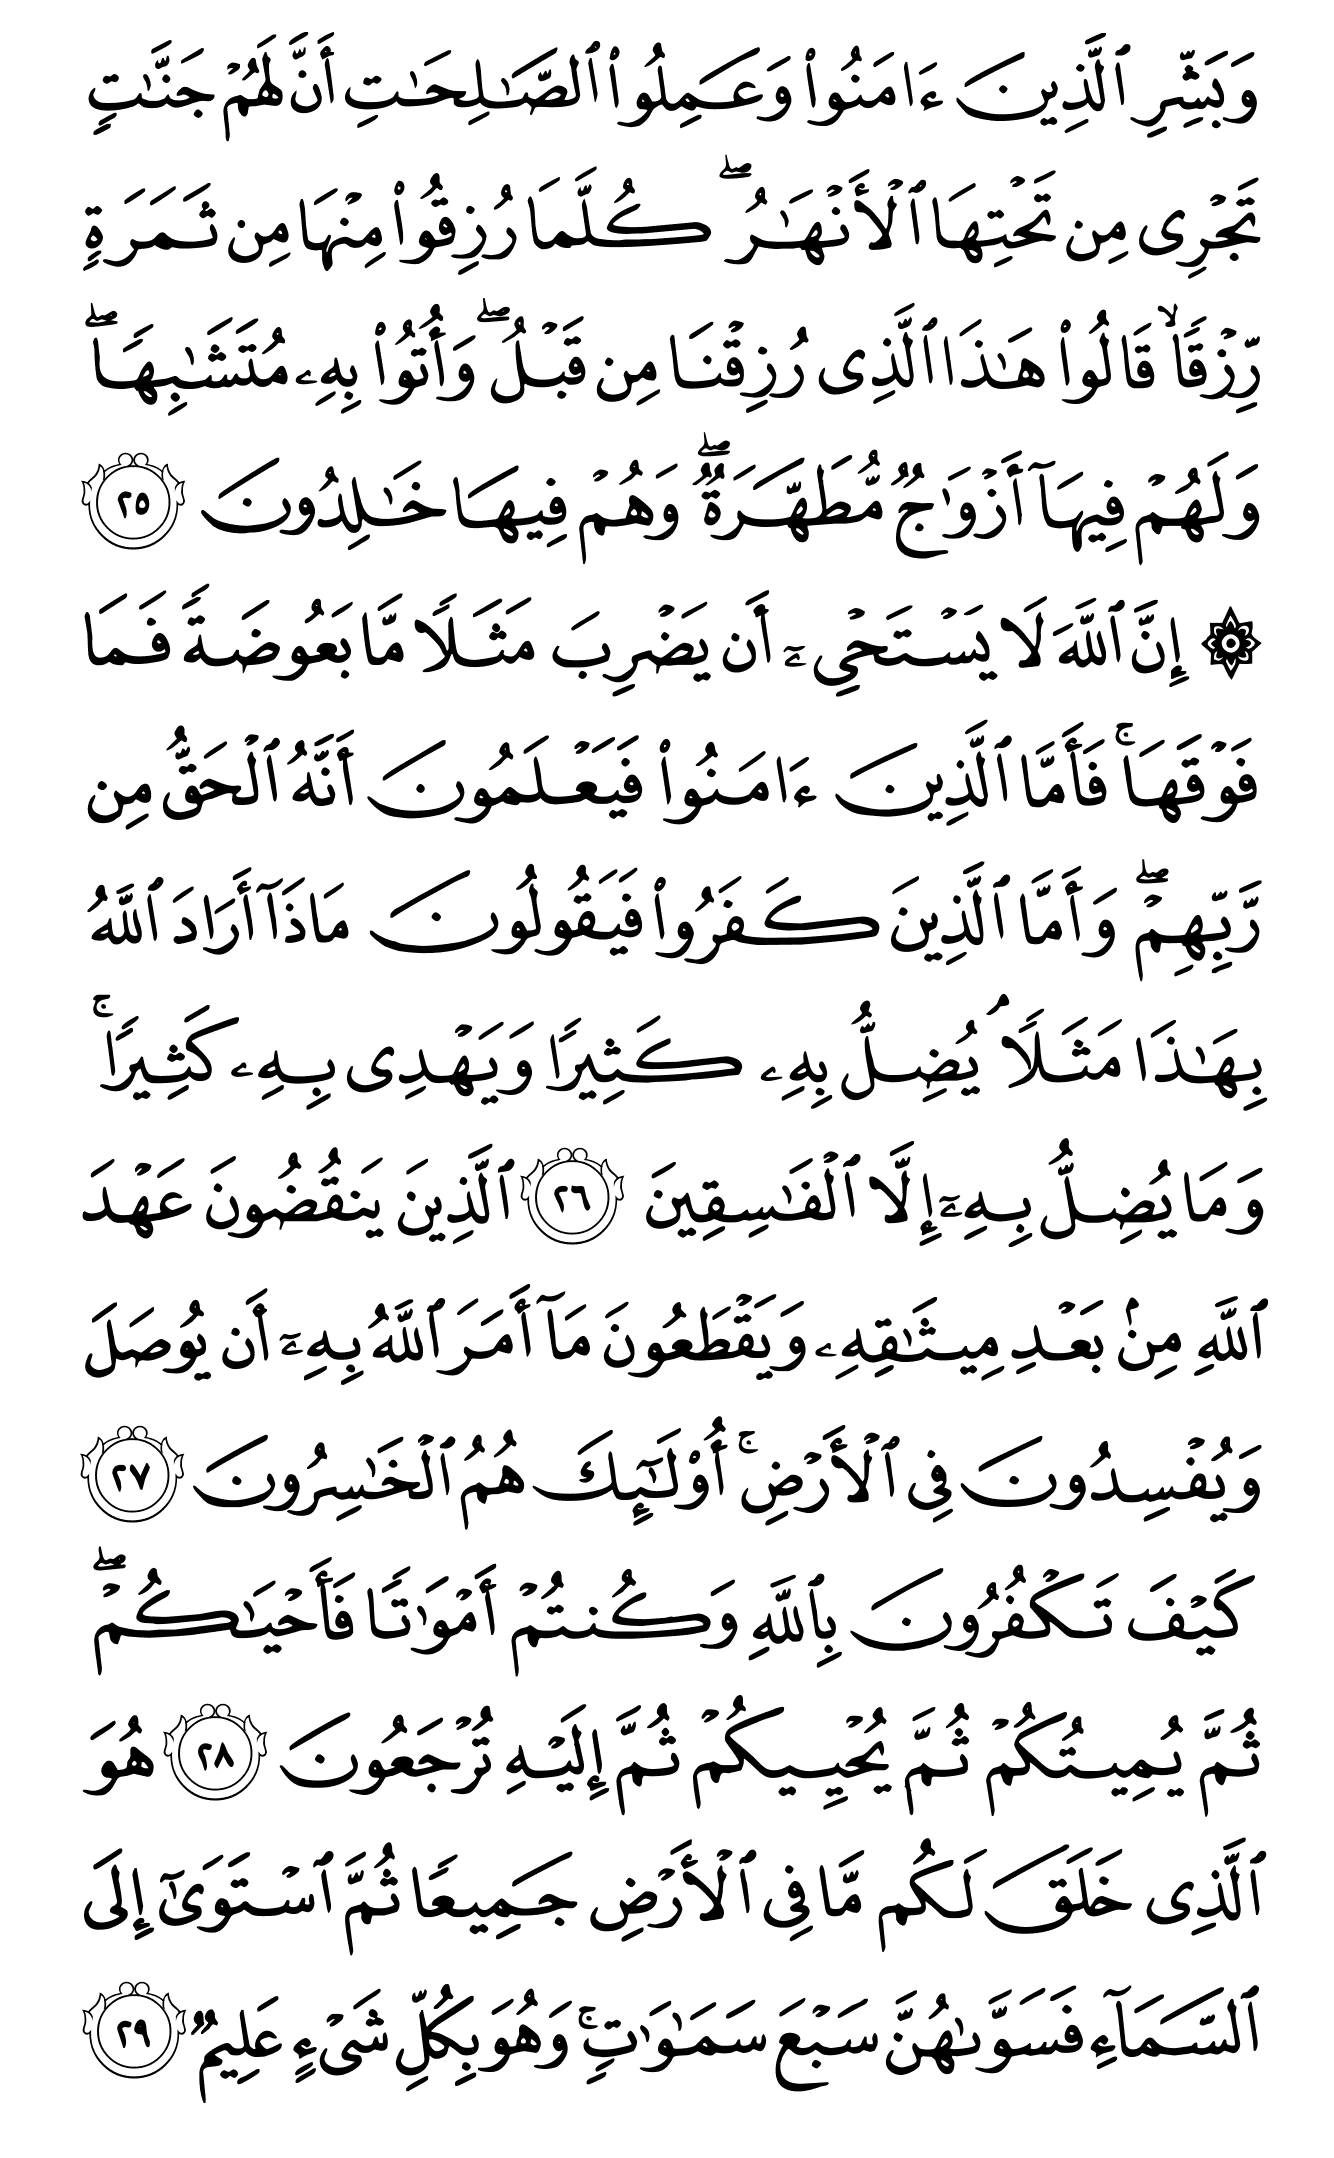 وَبَشِّرِ ٱلَّذِينَ ءَامَنُوا۟ وَعَمِلُوا۟ ٱلصَّـٰلِحَـٰتِ أَنَّ لَهُمْ جَنَّـٰتٍ
تَجْرِى مِن تَحْتِهَا ٱلْأَنْهَـٰرُ ۖ كُلَّمَا رُزِقُوا۟ مِنْهَا مِن ثَمَرَةٍ
رِّزْقًا ۙ قَالُوا۟ هَـٰذَا ٱلَّذِى رُزِقْنَا مِن قَبْلُ ۖ وَأُتُوا۟ بِهِۦ مُتَشَـٰبِهًا ۖ
وَلَهُمْ فِيهَآ أَزْوَٰجٌ مُّطَهَّرَةٌ ۖ وَهُمْ فِيهَا خَـٰلِدُونَ ٢٥
۞ إِنَّ ٱللَّهَ لَا يَسْتَحْىِۦٓ أَن يَضْرِبَ مَثَلًا مَّا بَعُوضَةً فَمَا
فَوْقَهَا ۚ فَأَمَّا ٱلَّذِينَ ءَامَنُوا۟ فَيَعْلَمُونَ أَنَّهُ ٱلْحَقُّ مِن
رَّبِّهِمْ ۖ وَأَمَّا ٱلَّذِينَ كَفَرُوا۟ فَيَقُولُونَ مَاذَآ أَرَادَ ٱللَّهُ
بِهَـٰذَا مَثَلًا ۘ يُضِلُّ بِهِۦ كَثِيرًا وَيَهْدِى بِهِۦ كَثِيرًا ۚ
وَمَا يُضِلُّ بِهِۦٓ إِلَّا ٱلْفَـٰسِقِينَ ٢٦ ٱلَّذِينَ يَنقُضُونَ عَهْدَ
ٱللَّهِ مِنۢ بَعْدِ مِيثَـٰقِهِۦ وَيَقْطَعُونَ مَآ أَمَرَ ٱللَّهُ بِهِۦٓ أَن يُوصَلَ
وَيُفْسِدُونَ فِى ٱلْأَرْضِ ۚ أُو۟لَـٰٓئِكَ هُمُ ٱلْخَـٰسِرُونَ ٢٧
كَيْفَ تَكْفُرُونَ بِٱللَّهِ وَكُنتُمْ أَمْوَٰتًا فَأَحْيَـٰكُمْ ۖ
ثُمَّ يُمِيتُكُمْ ثُمَّ يُحْيِيكُمْ ثُمَّ إِلَيْهِ تُرْجَعُونَ ٢٨ هُوَ
ٱلَّذِى خَلَقَ لَكُم مَّا فِى ٱلْأَرْضِ جَمِيعًا ثُمَّ ٱسْتَوَىٰٓ إِلَى
ٱلسَّمَآءِ فَسَوَّىٰهُنَّ سَبْعَ سَمَـٰوَٰتٍ ۚ وَهُوَ بِكُلِّ شَىْءٍ عَلِيمٌ ٢٩